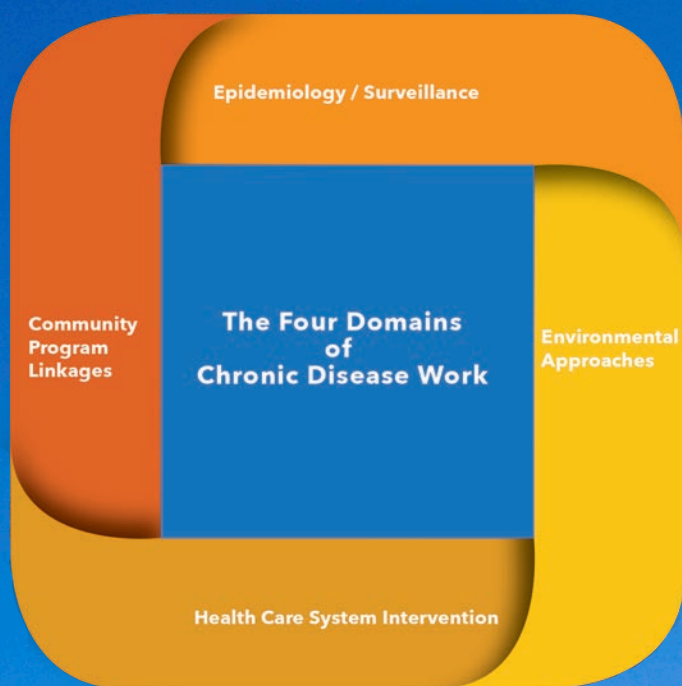 Epidemiology / Surveillance
Community
Program
Linkages
The Four Domains
of
Chronic Disease Work
Environmental
Approaches
Health Care System Intervention